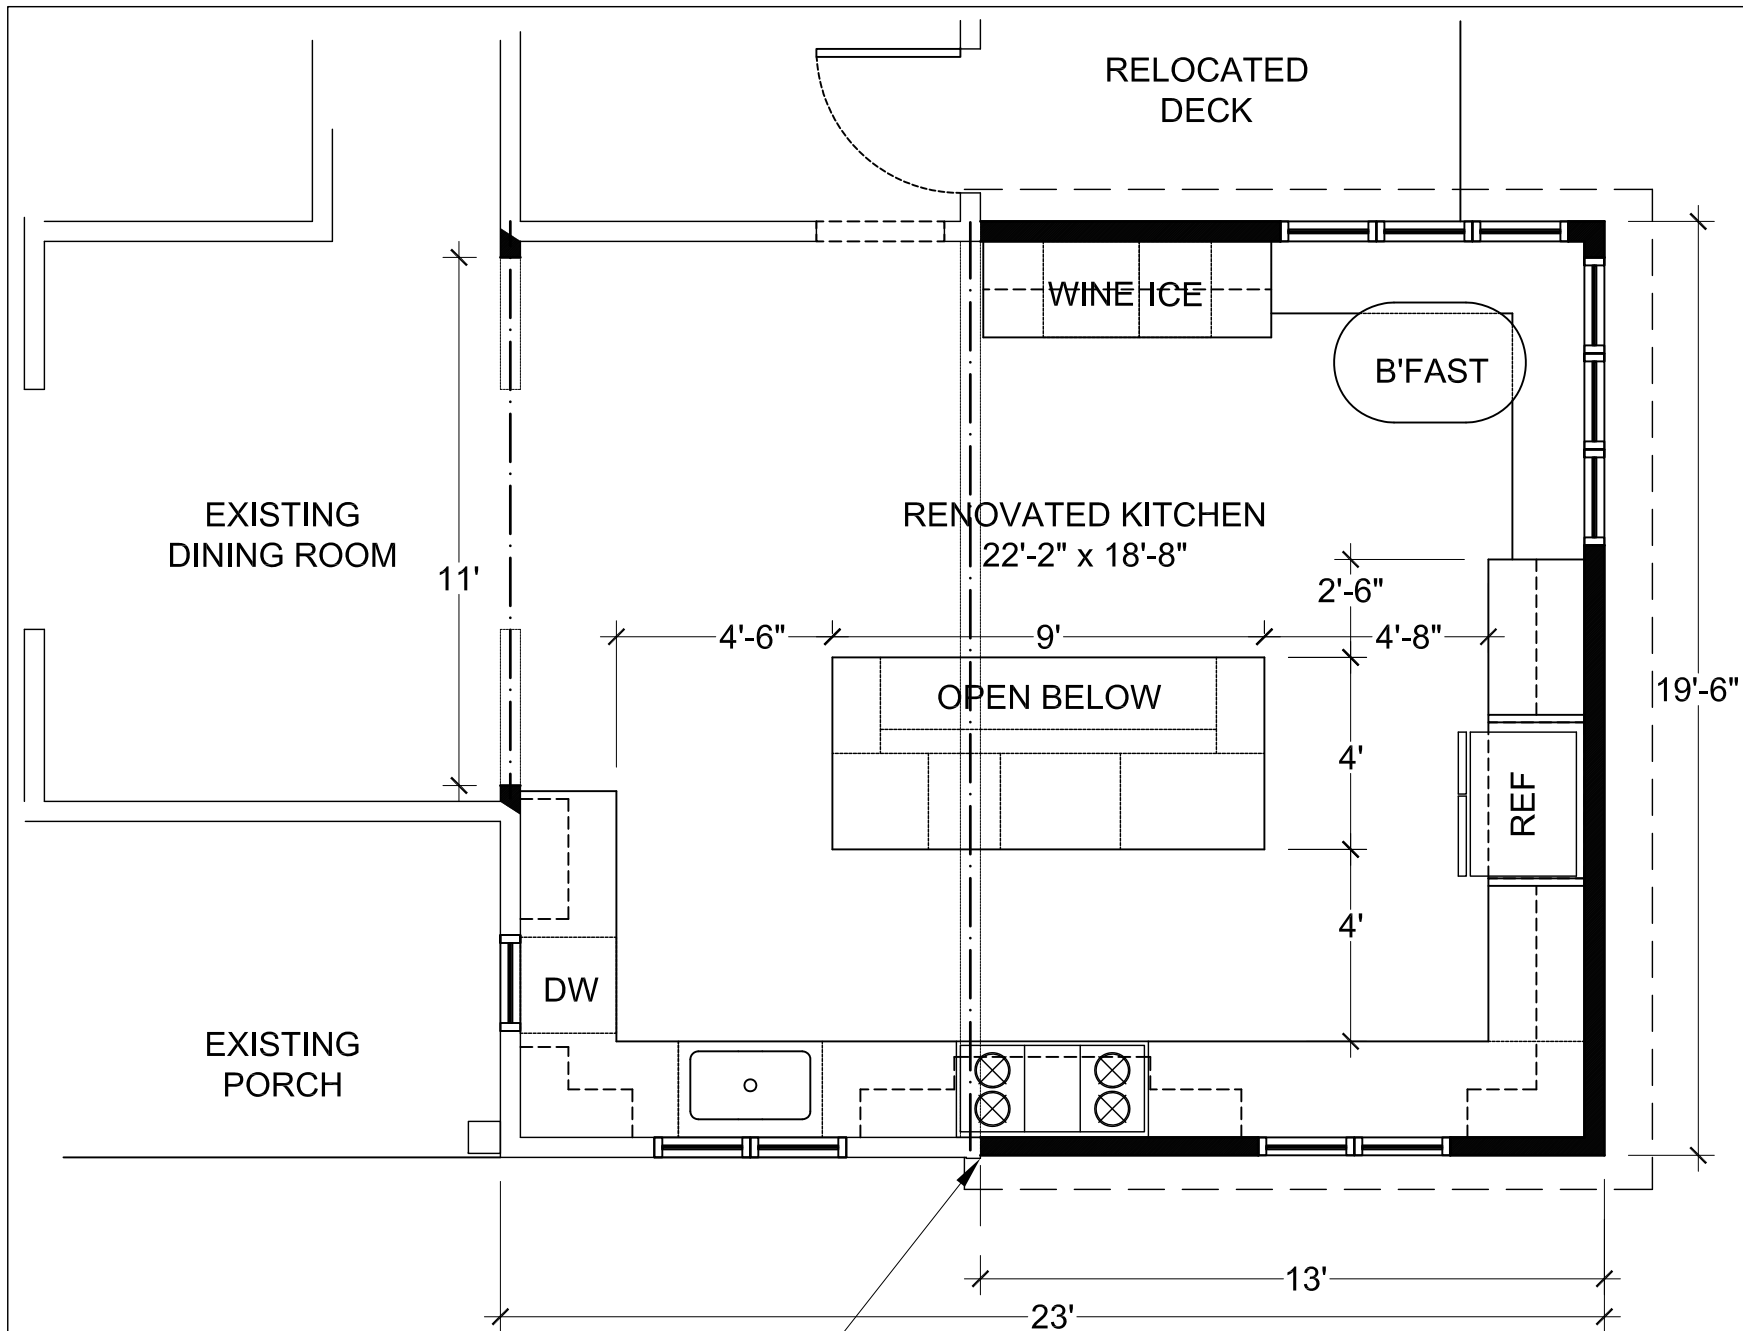 RELOCATED
DECK
WINE ICE
B'FAST
EXISTING
DINING ROOM
11'
RENOVATED KITCHEN
22'-2" x 18'-8"
2'-6"
4'-6"
9'
4'-8"
OPEN BELOW
19'-6"
4'
REF
4'
DW
EXISTING
PORCH
13'
23'